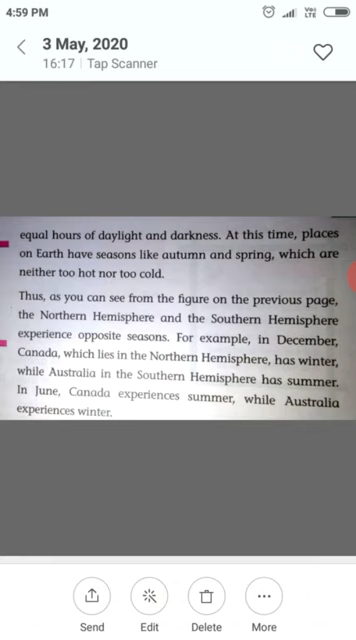 4:59 PM
Vo) LTE
3 May, 2020
16:17 | Tap Scanner
equal hours of daylight and darkness. At this time, places
on Earth have seasons like autumn and spring, which are
neither too hot nor too cold.
Thus, as you can see from the figure on the previous page,
the Northern Hemisphere and the Southern Hemisphere
experience opposite seasons. For example, in December,
Canada, which lies in the Northern Hemisphere, has winter,
while Australia in the Southern Hemisphere has summer.
In June, Canada experiences summer, while Australia
experiences winter.
Send Edit Delete More